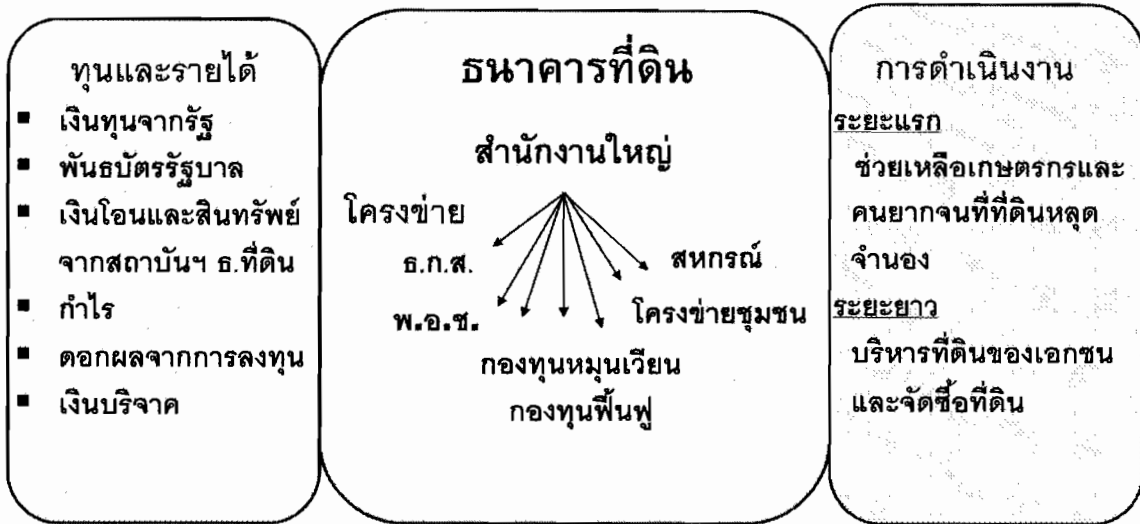 ทุนและรายได้
▪ เงินทุนจากรัฐ
▪ พันธบัตรรัฐบาล
▪ เงินโอนและสินทรัพย์
จากสถาบันฯ ธ.ที่ดิน
▪ กำไร
▪ ดอกผลจากการลงทุน
▪ เงินบริจาค
ธนาคารที่ดิน
สำนักงานใหญ่
โครงข่าย
ธ.ก.ส.
พ.อ.ช.
สหกรณ์
โครงข่ายชุมชน
กองทุนหมุนเวียน
กองทุนฟื้นฟู
การดำเนินงาน
ระยะแรก
ช่วยเหลือเกษตรกรและ
คนยากจนที่ที่ดินหลุด
จำนอง
ระยะยาว
บริหารที่ดินของเอกชน
และจัดซื้อที่ดิน